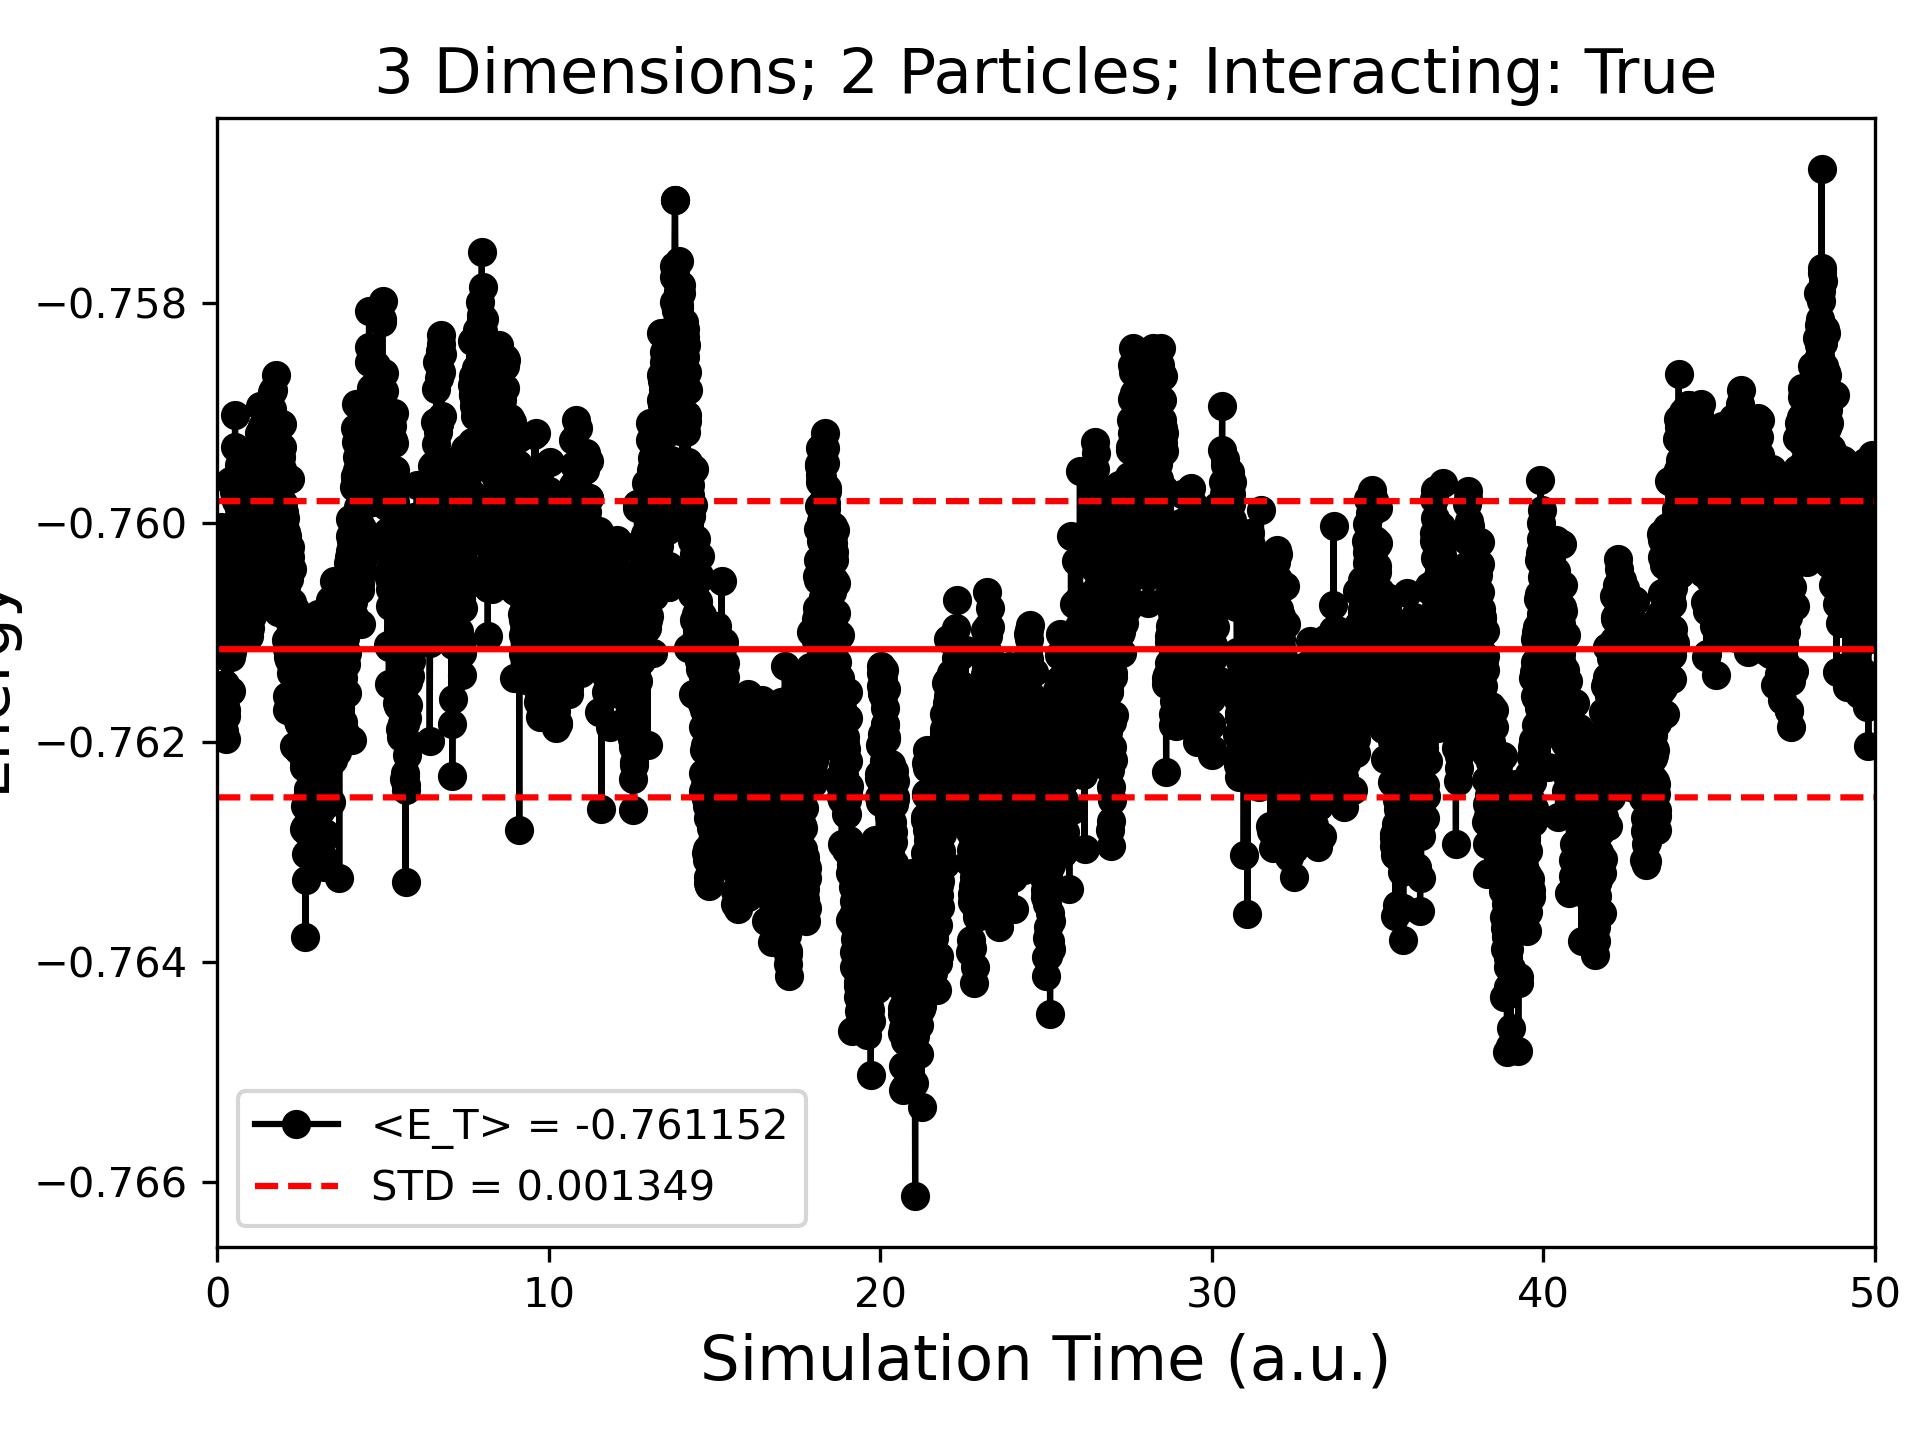 3 Dimensions; 2 Particles; Interacting: True
Energy
−0.758
−0.760
−0.762
−0.764
−0.766
<E_T> = -0.761152
STD = 0.001349
0 10 20 30 40 50
Simulation Time (a.u.)